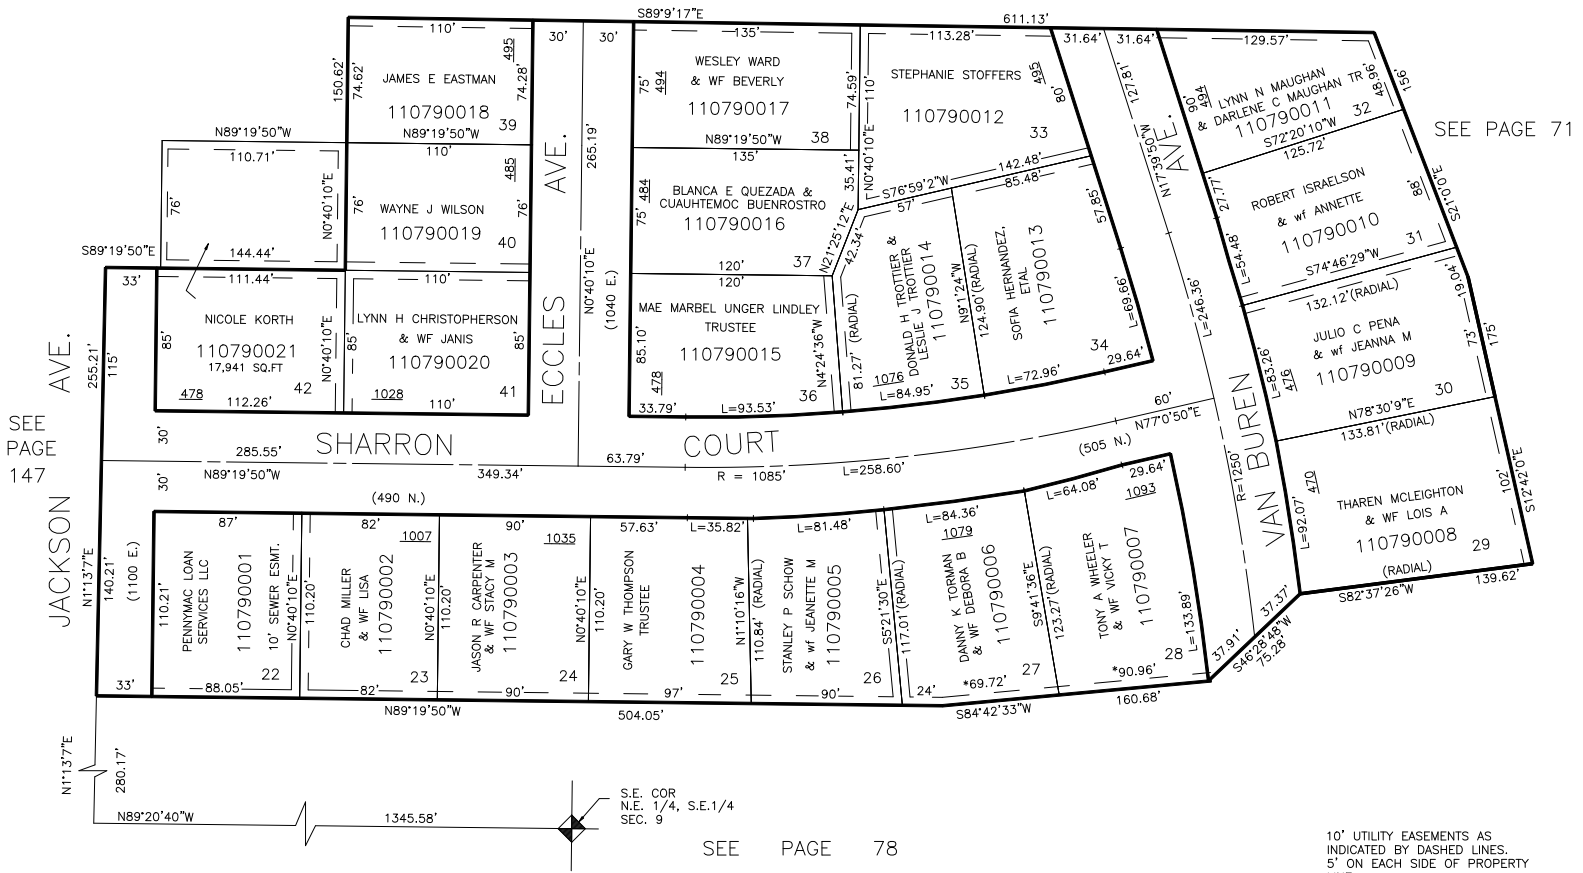 S89°9'17"E
611.13'
110'
495
150.62'
74.62'
74.28'
JAMES E EASTMAN
110790018
39
N89°19'50"W
110'
30'
30'
135'
75'
494
WESLEY WARD
& WF BEVERLY
110790017
74.59'
N89°19'50"W
38
135'
113.28'
STEPHANIE STOFFERS
495
110790012
110'
80'
33
N0°40'10"E
142.48'
S76°59'2"W
31.64'
31.64'
127.81'
N17°39'50"W
129.57'
90'
494
LYNN N MAUGHAN
& DARLENE C MAUGHAN TR
110790011
32
48.96'
156'
S72°20'10"W
125.72'
SEE PAGE 71
N89°19'50"W
110.71'
76'
N0°40'10"E
144.44'
S89°19'50"E
76'
485
WAYNE J WILSON
110790019
76'
40
ECCLES AVE.
265.19'
N0°40'10"E
(1040 E.)
75'
484
BLANCA E QUEZADA &
CUAUHTEMOC BUENROSTRO
110790016
35.41'
37
120'
N21°25'12"E
42.34'
57'
DONALD H TROTTIER &
LESLIE J TROTTIER
110790014
1076
35
L=84.95'
N9°1'24"W
124.90'(RADIAL)
85.48'
SOFIA HERNANDEZ,
ETAL
110790013
34
57.85'
L=69.66'
29.64'
L=72.96'
27.77'
L=54.48'
ROBERT ISRAELSON
& wf ANNETTE
110790010
31
88'
S21°0'0"E
S74°46'29"W
132.12'(RADIAL)
19.04'
33'
111.44'
NICOLE KORTH
110790021
17,941 SQ.FT
85'
478
42
112.26'
N0°40'10"E
110'
LYNN H CHRISTOPHERSON
& WF JANIS
110790020
85'
85'
1028
41
110'
120'
MAE MARBEL UNGER LINDLEY
TRUSTEE
110790015
85.10'
478
36
33.79'
L=93.53'
N4°24'36"W
81.27' (RADIAL)
L=246.36'
L=83.26'
476
JULIO C PENA
& wf JEANNA M
110790009
30
73'
175'
N78°30'9"E
133.81'(RADIAL)
JACKSON AVE.
255.21'
115'
SEE
PAGE
147
30'
30'
285.55'
SHARRON COURT
N89°19'50"W
349.34'
63.79'
R = 1085'
L=258.60'
(505 N.)
N77°0'50"E
60'
(490 N.)
VAN BUREN AVE.
R=1250'
L=92.07'
470
THAREN MCLEIGHTON
& WF LOIS A
110790008
29
102'
S12°42'0"E
(RADIAL)
139.62'
S82°37'26"W
N1°13'7"E
140.21'
(1100 E.)
33'
87'
110.21'
PENNYMAC LOAN
SERVICES LLC
110790001
10' SEWER ESMT.
N0°40'10"E
22
88.05'
82'
110.20'
CHAD MILLER
& WF LISA
110790002
1007
N0°40'10"E
23
82'
90'
110.20'
JASON R CARPENTER
& WF STACY M
110790003
1035
N0°40'10"E
24
90'
57.63'
L=35.82'
110.20'
GARY W THOMPSON
TRUSTEE
110790004
N1°10'16"W
110.84' (RADIAL)
25
97'
L=81.48'
STANLEY P SCHOW
& wf JEANETTE M
110790005
S5°21'30"E
117.01'(RADIAL)
26
90'
L=84.36'
1079
DANNY K TORMAN
& WF DEBORA B
110790006
S9°41'36"E
123.27'(RADIAL)
27
24'
*69.72'
L=64.08'
29.64'
1093
TONY A WHEELER
& WF VICKY T
110790007
L=133.89'
28
*90.96'
37.37'
37.91'
S46°28'48"W
75.28'
N89°19'50"W
504.05'
S84°42'33"W
160.68'
N1°13'7"E
280.17'
N89°20'40"W
1345.58'
S.E. COR
N.E. 1/4, S.E.1/4
SEC. 9
SEE PAGE 78
10' UTILITY EASEMENTS AS
INDICATED BY DASHED LINES.
5' ON EACH SIDE OF PROPERTY